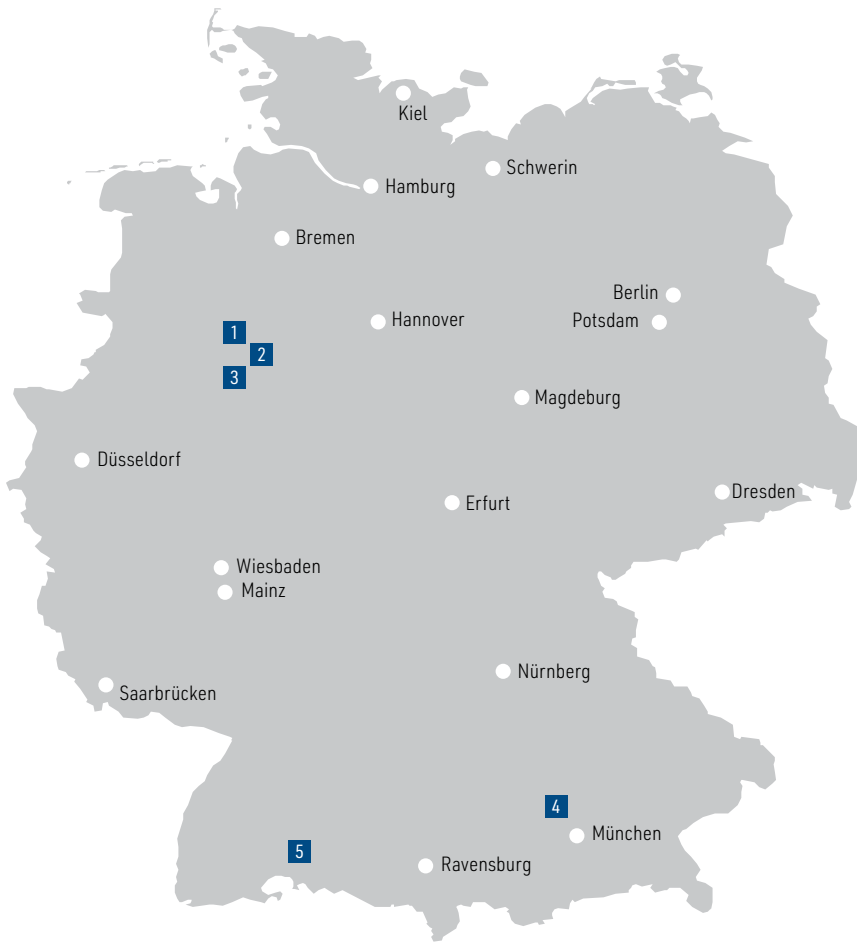 Kiel
Schwerin
Hamburg
Bremen
Berlin
Hannover
Potsdam
1
2
3
Magdeburg
Düsseldorf
Dresden
Erfurt
Wiesbaden
Mainz
Nürnberg
Saarbrücken
4
München
5
Ravensburg